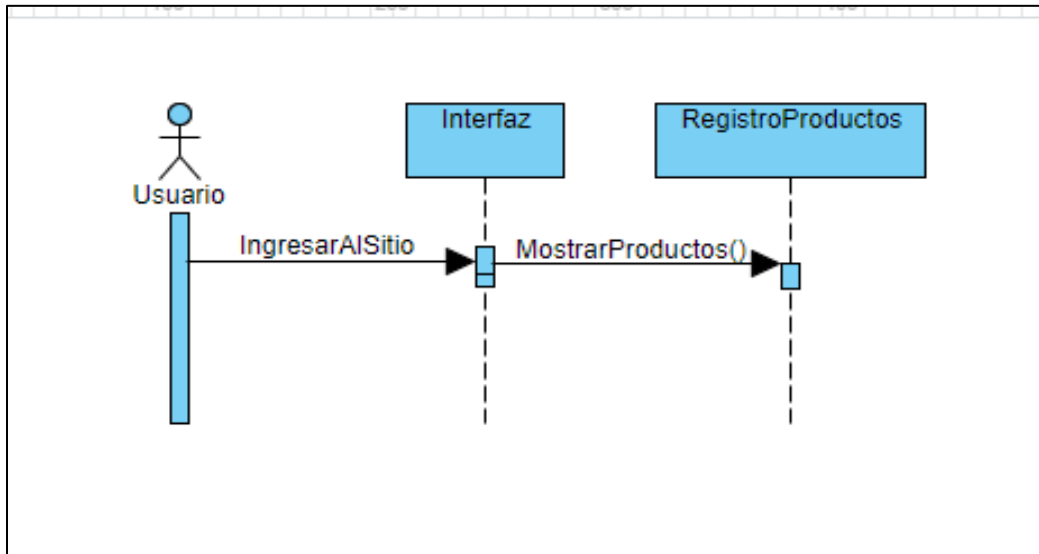 Interfaz
RegistroProductos
Usuario
IngresarAlSitio
MostrarProductos()